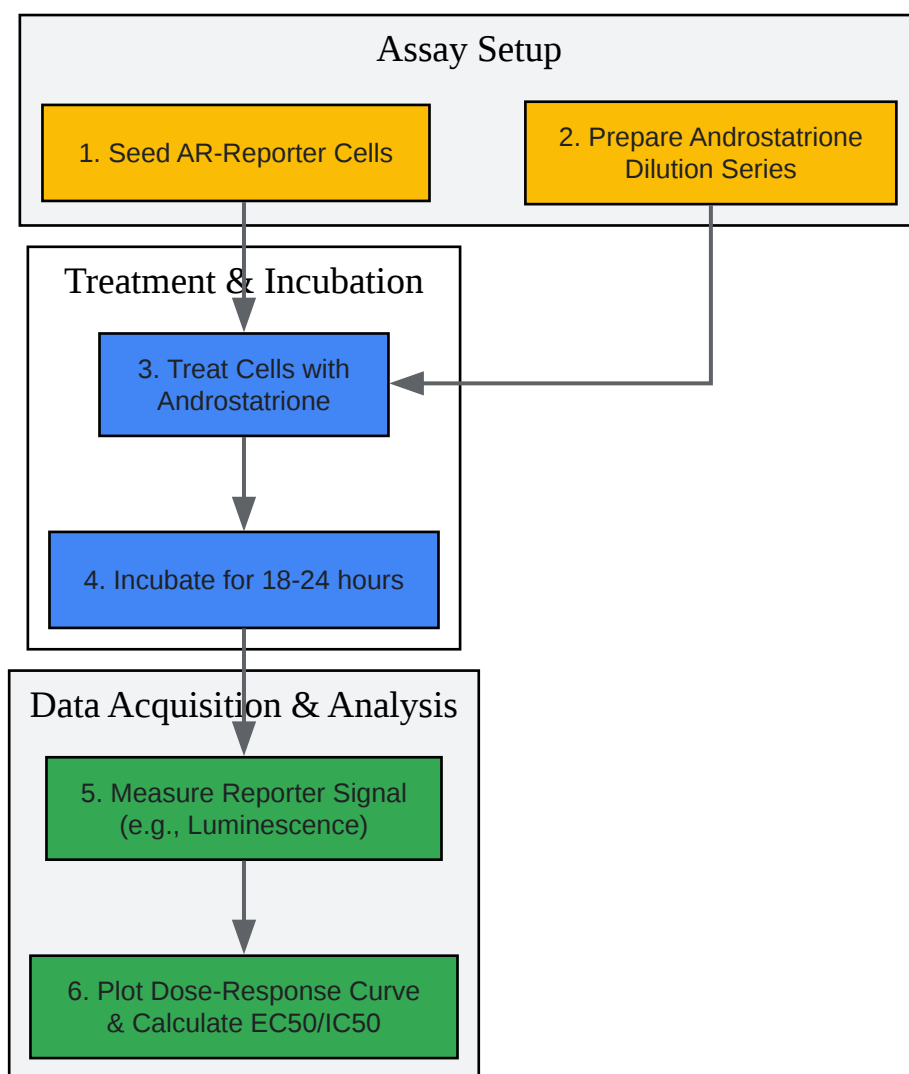 Assay Setup
1. Seed AR-Reporter Cells
2. Prepare Androstatrione
Dilution Series
Treatment & Incubation
3. Treat Cells with
Androstatrione
4. Incubate for 18-24 hours
Data Acquisition & Analysis
5. Measure Reporter Signal
(e.g., Luminescence)
6. Plot Dose-Response Curve
& Calculate EC50/IC50